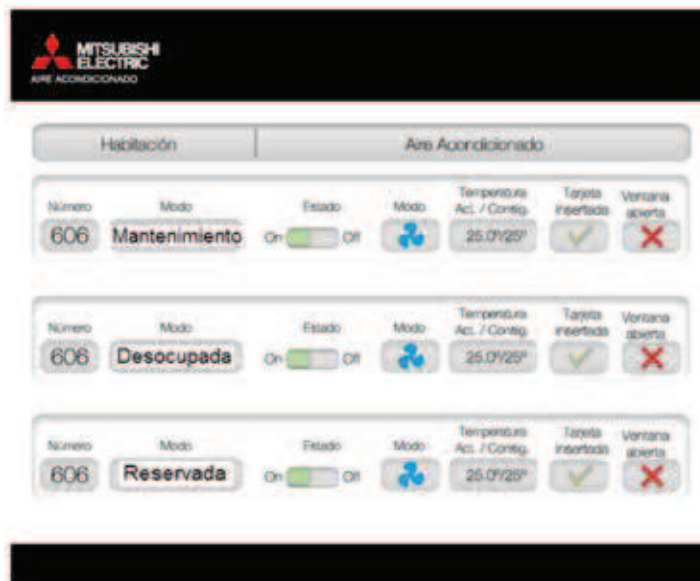 MITSUBISHI
ELECTRIC
AIRE ACONDICIONADO
Habitación Aire Acondicionado
Número Modo Estado Modo Temperatura Act. / Consig. Tarjeta insertada Ventana abierta
606 Mantenimiento On Off 25.0º/25º
Número Modo Estado Modo Temperatura Act. / Consig. Tarjeta insertada Ventana abierta
606 Desocupada On Off 25.0º/25º
Número Modo Estado Modo Temperatura Act. / Consig. Tarjeta insertada Ventana abierta
606 Reservada On Off 25.0º/25º